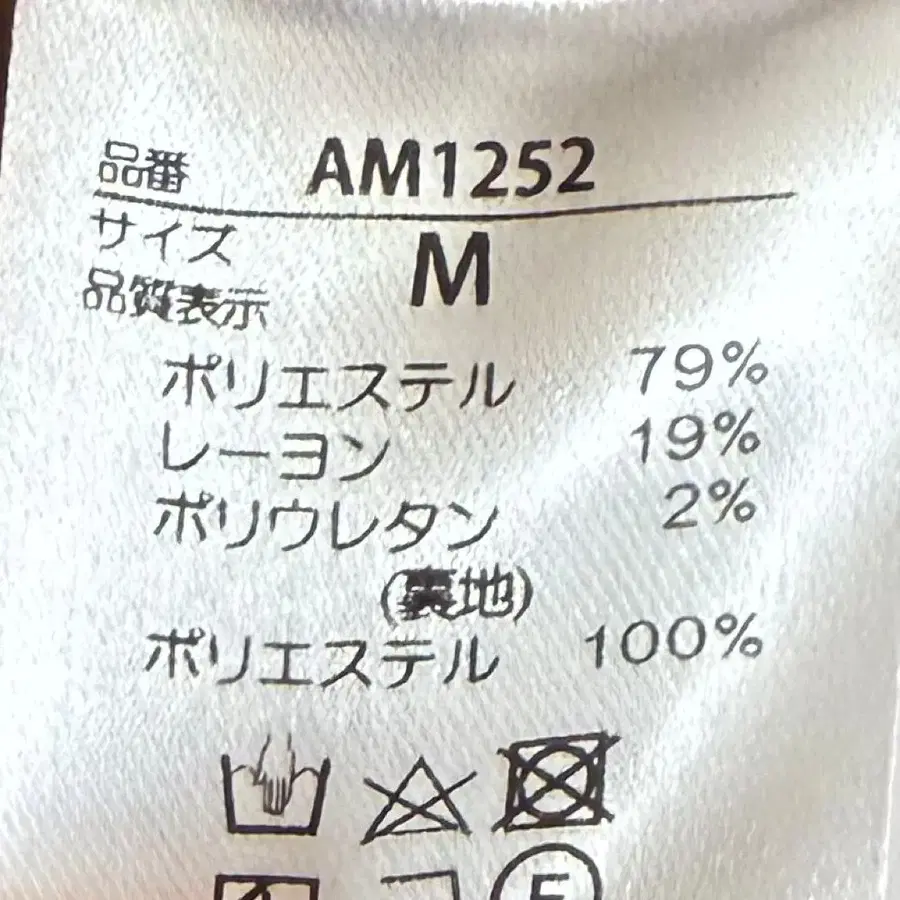 品番 AM1252
サイズ M
品質表示
ポリエステル 79%
レーヨン 19%
ポリウレタン 2%
(裏地)
ポリエステル 100%
F